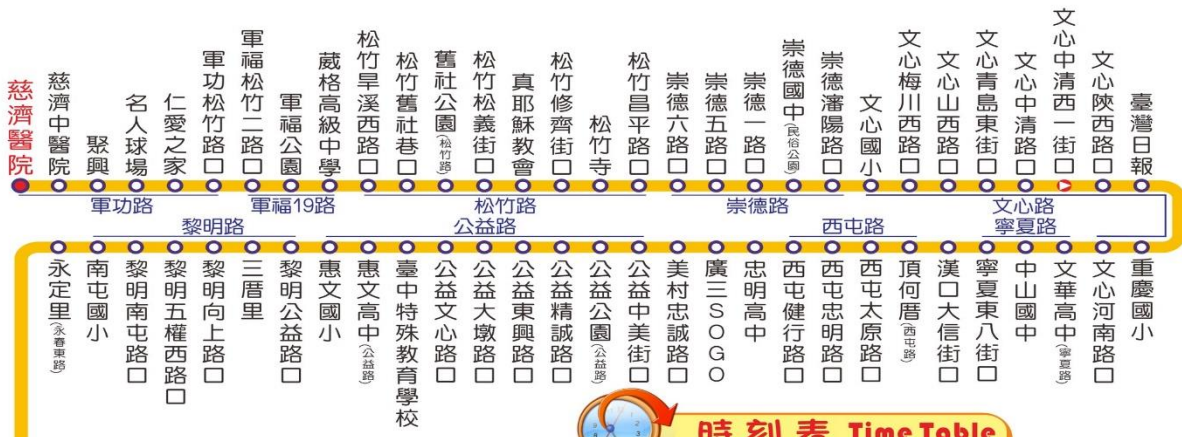 慈濟醫院
慈濟中醫院
聚興
名人球場
仁愛之家
軍功松竹路口
軍福松竹二路口
軍福公園
葳格高級中學
松竹旱溪西路口
松竹舊社巷口
舊社公園(松竹路)
松竹松義街口
真耶穌教會
松竹修齊街口
松竹寺
松竹昌平路口
崇德六路口
崇德五路口
崇德一路口
崇德國中(民俗公園)
崇德瀋陽路口
文心國小
文心梅川西路口
文心山西路口
文心青島東街口
文心中清路口
文心中清西一街口
文心陝西路口
臺灣日報
軍功路
軍福19路
松竹路
崇德路
文心路
黎明路
公益路
西屯路
寧夏路
永定里(永春東路)
南屯國小
黎明南屯路口
黎明五權西路口
黎明向上路口
三厝里
黎明公益路口
惠文國小
惠文高中(公益路)
臺中特殊教育學校
公益文心路口
公益大墩路口
公益東興路口
公益精誠路口
公益公園(公益路)
公益中美街口
美村忠誠路口
廣三SOGO
忠明高中
西屯健行路口
西屯忠明路口
西屯太原路口
頂何厝(西屯路)
漢口大信街口
寧夏東八街口
中山國中
文華高中(寧夏路)
文心河南路口
重慶國小
時刻表 Time Table